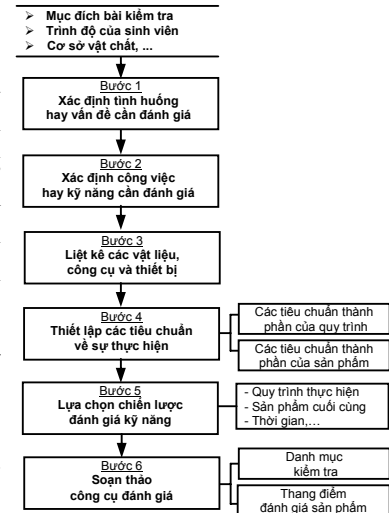 ➢ Mục đích bài kiểm tra
➢ Trình độ của sinh viên
➢ Cơ sở vật chất, ...
Bước 1
Xác định tình huống
hay vấn đề cần đánh giá
Bước 2
Xác định công việc
hay kỹ năng cần đánh giá
Bước 3
Liệt kê các vật liệu,
công cụ và thiết bị
Bước 4
Thiết lập các tiêu chuẩn
về sự thực hiện
Các tiêu chuẩn thành
phần của quy trình
Các tiêu chuẩn thành
phần của sản phẩm
Bước 5
Lựa chọn chiến lược
đánh giá kỹ năng
- Quy trình thực hiện
- Sản phẩm cuối cùng
- Thời gian,...
Bước 6
Soạn thảo
công cụ đánh giá
Danh mục
kiểm tra
Thang điểm
đánh giá sản phẩm